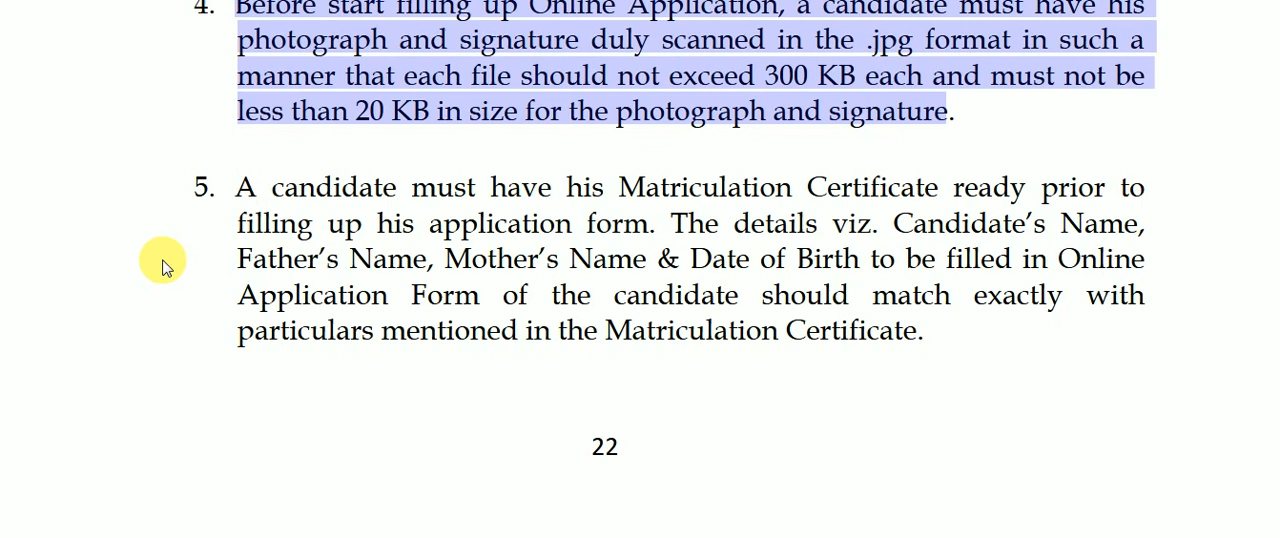 4. Before start filling up Online Application, a candidate must have his
photograph and signature duly scanned in the .jpg format in such a
manner that each file should not exceed 300 KB each and must not be
less than 20 KB in size for the photograph and signature.
5. A candidate must have his Matriculation Certificate ready prior to
filling up his application form. The details viz. Candidate's Name,
Father's Name, Mother's Name & Date of Birth to be filled in Online
Application Form of the candidate should match exactly with
particulars mentioned in the Matriculation Certificate.
22